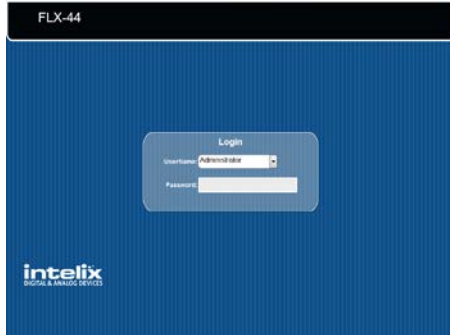 FLX-44
Login
UserName: Administrator
Password:
intelix
DIGITAL & ANALOG DEVICES